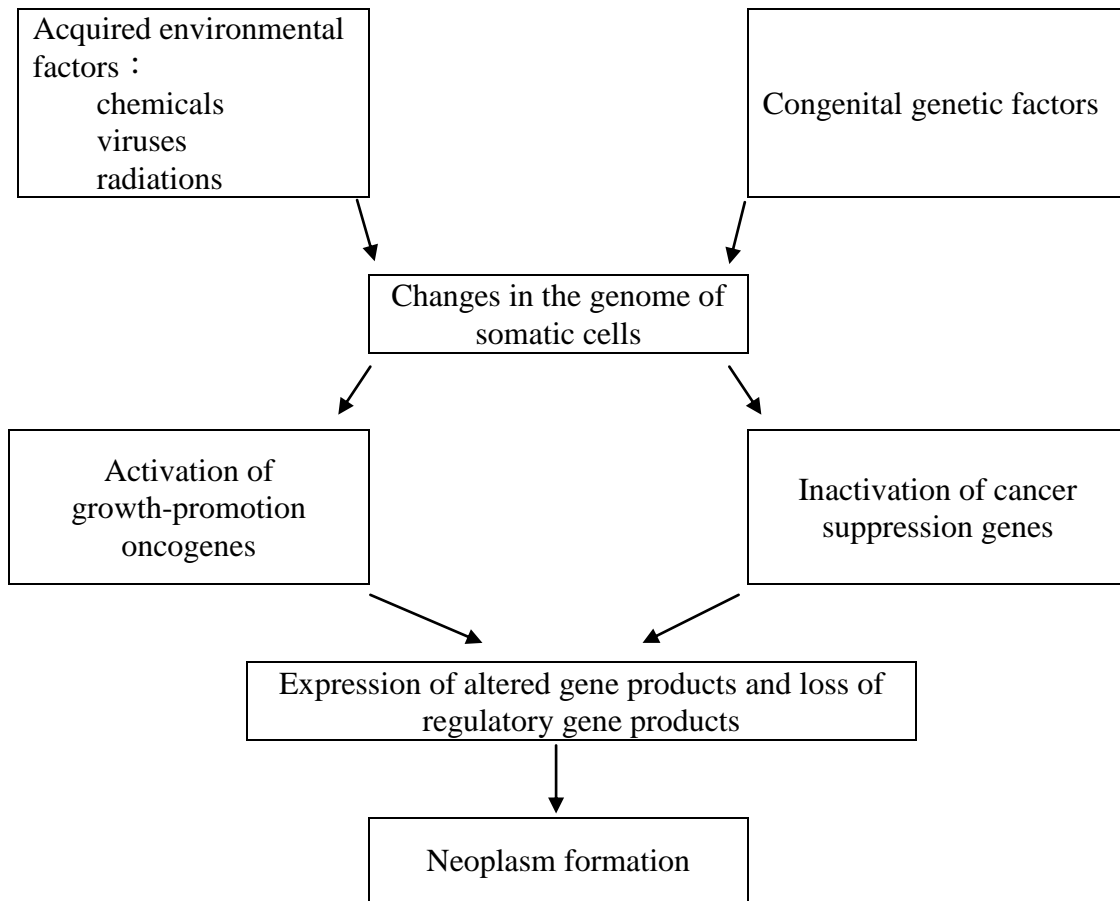 Acquired environmental
factors：
chemicals
viruses
radiations
Congenital genetic factors
Changes in the genome of
somatic cells
Activation of
growth-promotion
oncogenes
Inactivation of cancer
suppression genes
Expression of altered gene products and loss of
regulatory gene products
Neoplasm formation